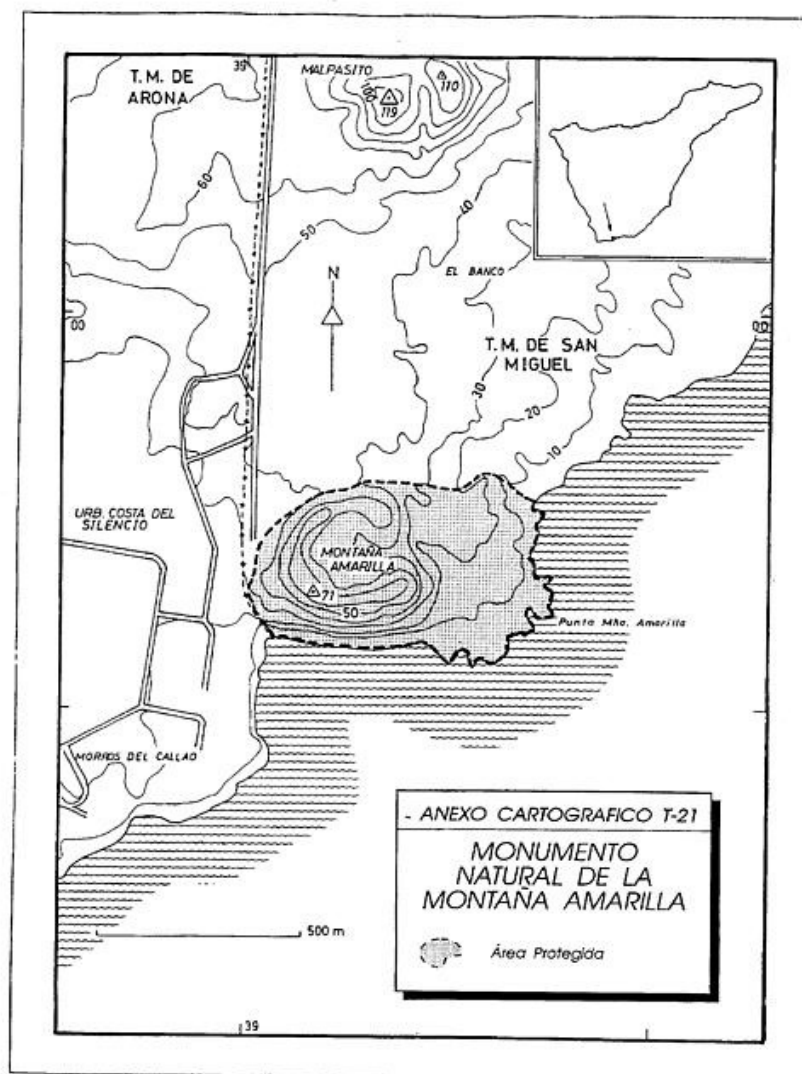 39
T.M. DE
ARONA
MALPASITO
100
119
110
60
50
40
N
EL BANCO
00
00
T. M. DE SAN
MIGUEL
30
20
10
URB. COSTA DEL
SILENCIO
MONTAÑA
AMARILLA
71
50
Punta Mña. Amarilla
MORROS DEL CALLAO
- ANEXO CARTOGRAFICO T-21
MONUMENTO
NATURAL DE LA
MONTAÑA AMARILLA
Área Protegida
500 m
39